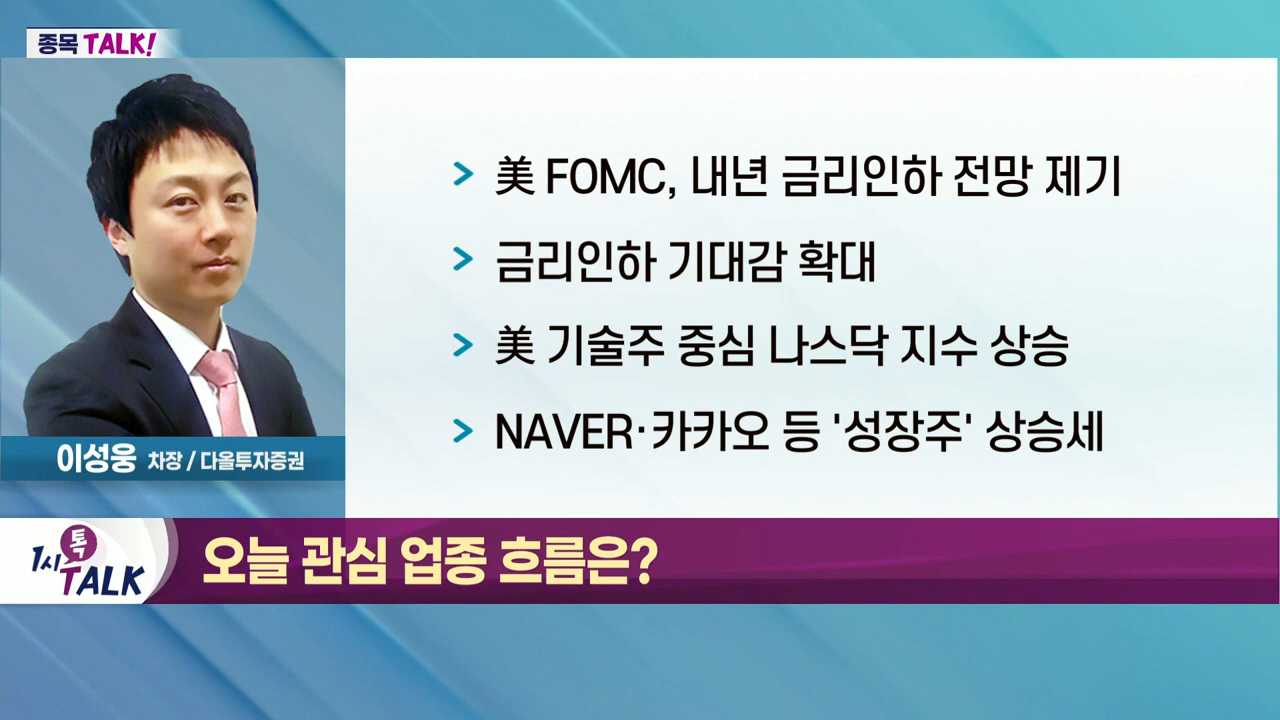 종목 TALK!
美 FOMC, 내년 금리인하 전망 제기
금리인하 기대감 확대
美 기술주 중심 나스닥 지수 상승
NAVER·카카오 등 '성장주' 상승세
이성웅 차장 / 다올투자증권
1시 톡 TALK
오늘 관심 업종 흐름은?